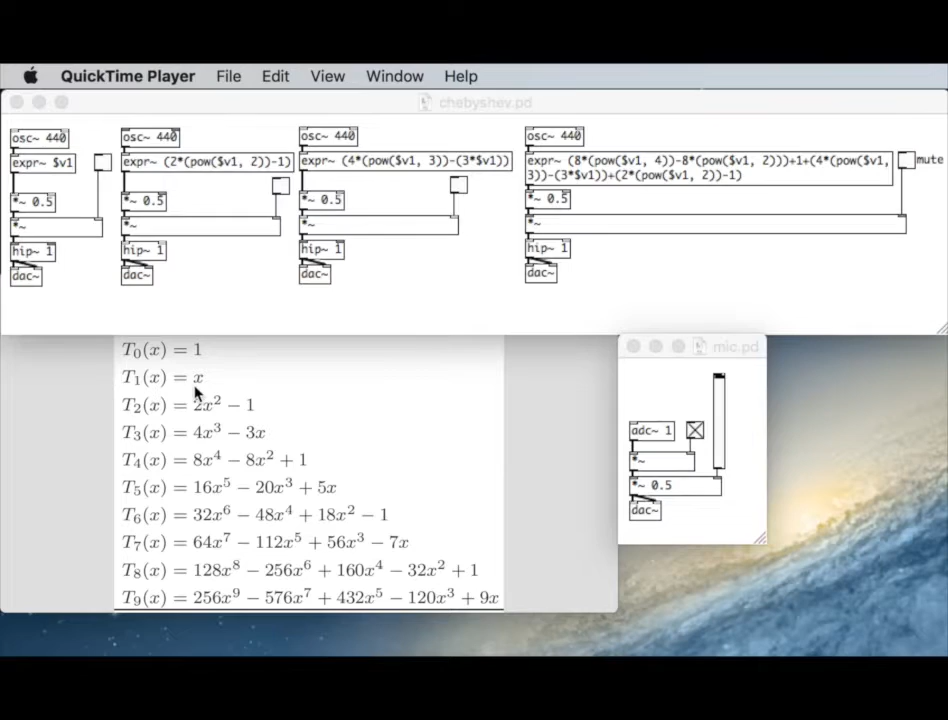 QuickTime Player File Edit View Window Help
chebyshev.pd
osc~ 440
expr~ $v1
*~ 0.5
*~
hip~ 1
dac~
osc~ 440
expr~ (2*(pow($v1, 2))-1)
*~ 0.5
*~
hip~ 1
dac~
osc~ 440
expr~ (4*(pow($v1, 3))-(3*$v1))
*~ 0.5
*~
hip~ 1
dac~
osc~ 440
expr~ (8*(pow($v1, 4))-8*(pow($v1, 2)))+1+(4*(pow($v1,
3))-(3*$v1))+(2*(pow($v1, 2))-1)
mute
*~ 0.5
*~
hip~ 1
dac~
T₀(x) = 1
T₁(x) = x
T₂(x) = 2x² − 1
T₃(x) = 4x³ − 3x
T₄(x) = 8x⁴ − 8x² + 1
T₅(x) = 16x⁵ − 20x³ + 5x
T₆(x) = 32x⁶ − 48x⁴ + 18x² − 1
T₇(x) = 64x⁷ − 112x⁵ + 56x³ − 7x
T₈(x) = 128x⁸ − 256x⁶ + 160x⁴ − 32x² + 1
T₉(x) = 256x⁹ − 576x⁷ + 432x⁵ − 120x³ + 9x
mic.pd
adc~ 1
*~
*~ 0.5
dac~